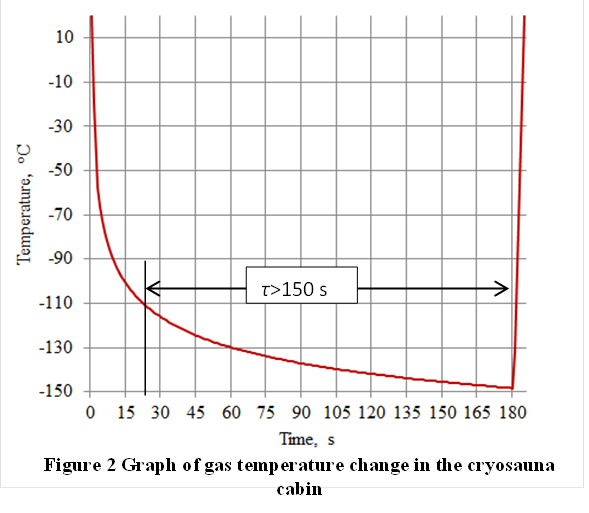 10
-10
-30
-50
-70
-90
-110
-130
-150
Temperature, °C
τ>150 s
0 15 30 45 60 75 90 105 120 135 150 165 180
Time, s
Figure 2 Graph of gas temperature change in the cryosauna
cabin